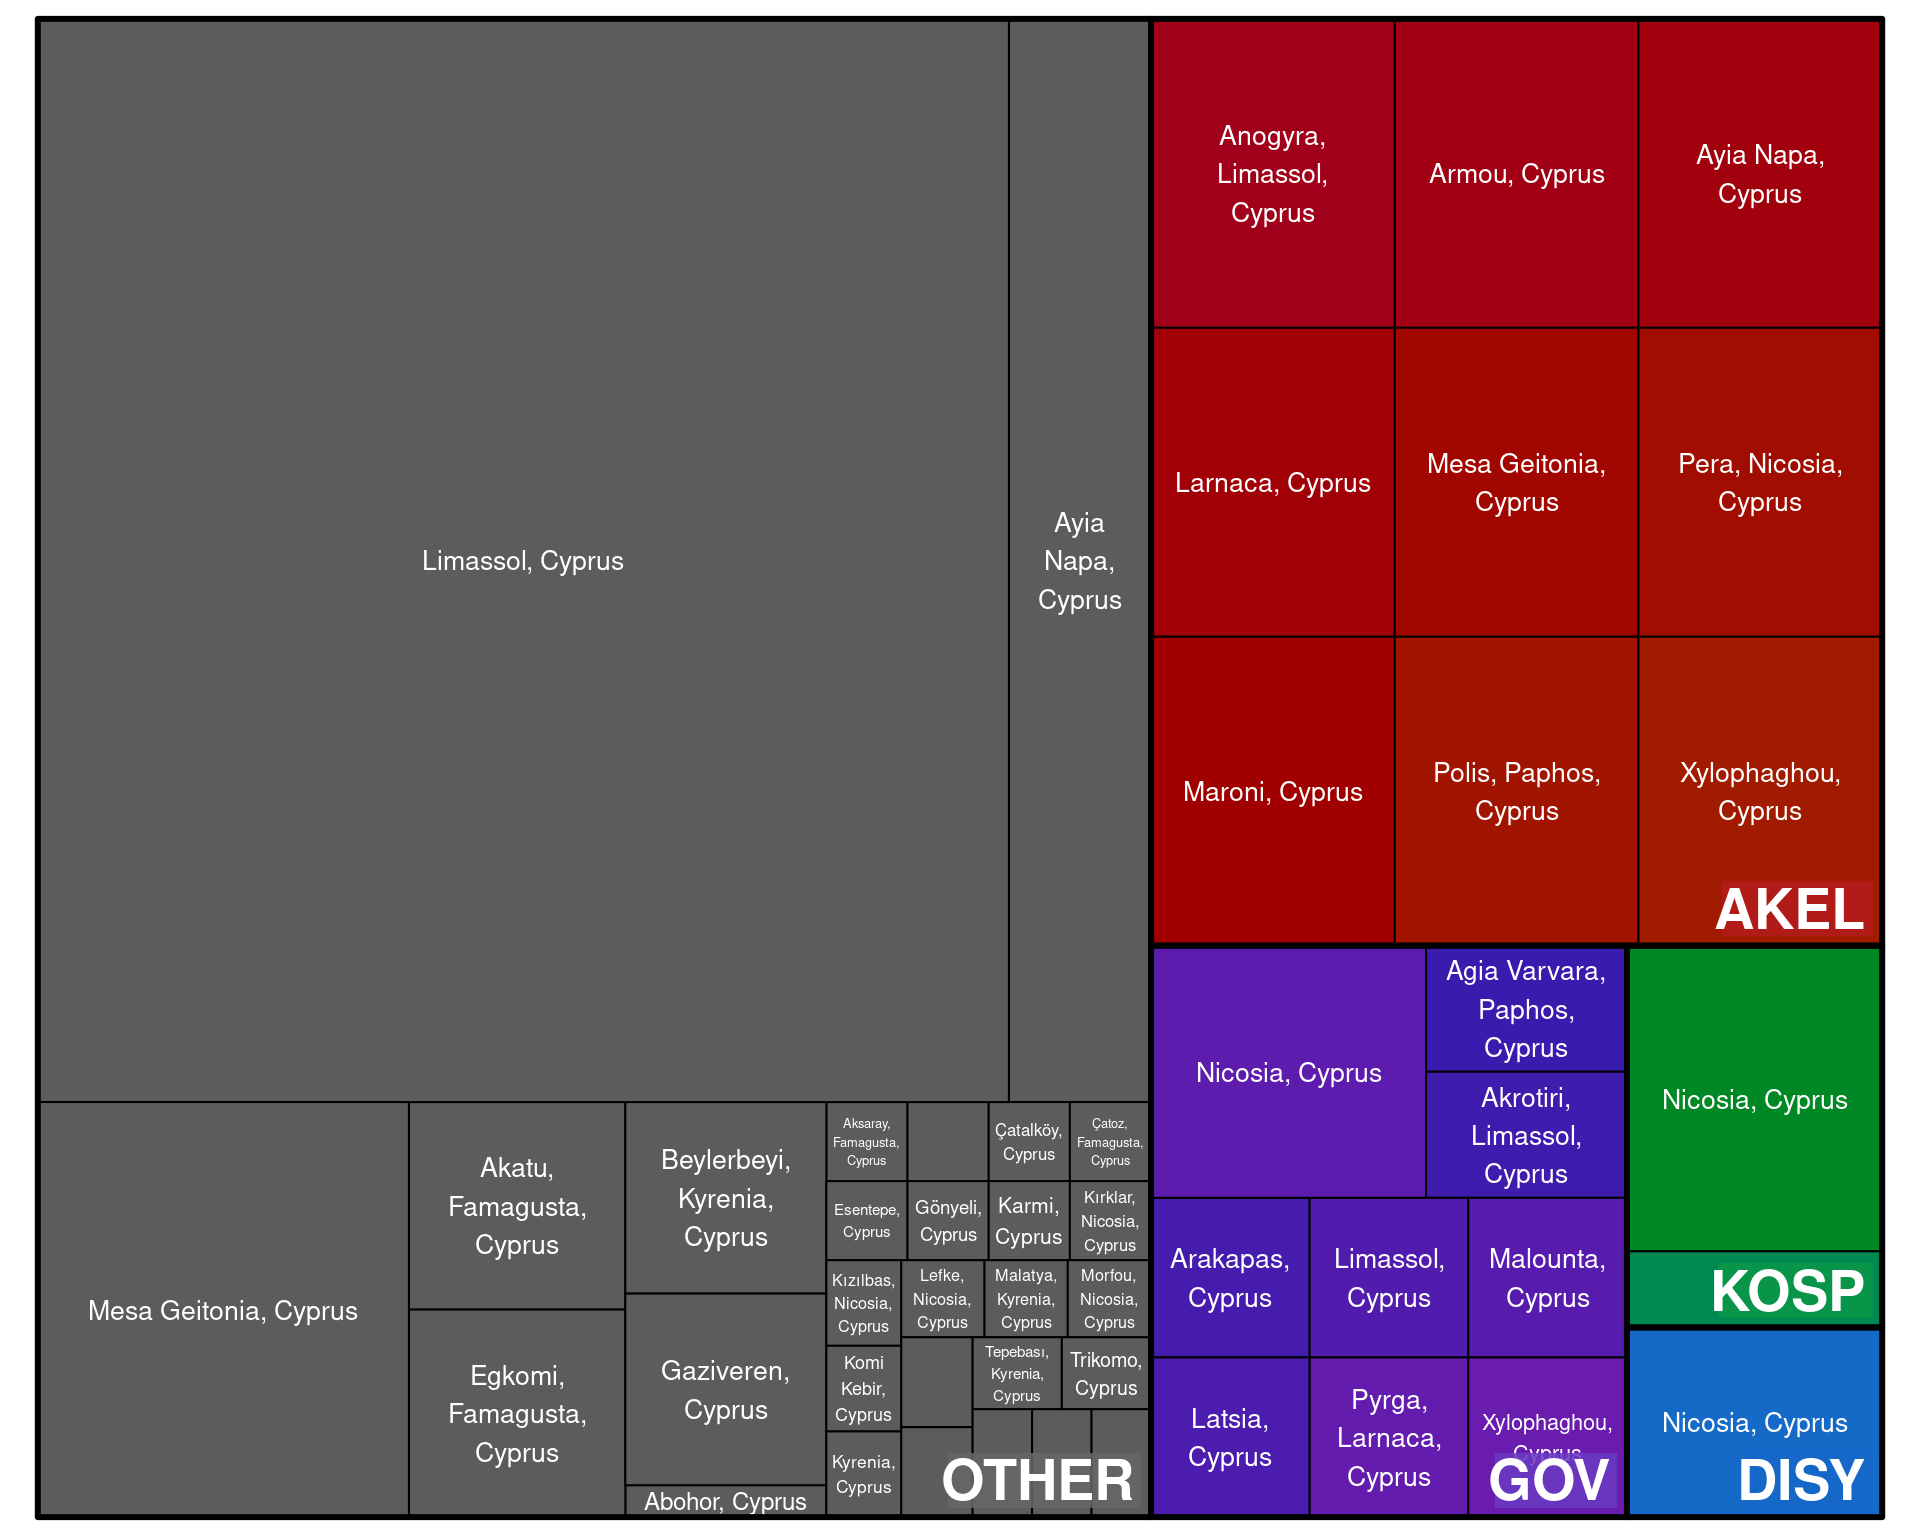 Limassol, Cyprus
Ayia
Napa,
Cyprus
Mesa Geitonia, Cyprus
Akatu,
Famagusta,
Cyprus
Egkomi,
Famagusta,
Cyprus
Beylerbeyi,
Kyrenia,
Cyprus
Gaziveren,
Cyprus
Abohor, Cyprus
Aksaray,
Famagusta,
Cyprus
Çatalköy,
Cyprus
Çatoz,
Famagusta,
Cyprus
Esentepe,
Cyprus
Gönyeli,
Cyprus
Karmi,
Cyprus
Kırklar,
Nicosia,
Cyprus
Kızılbas,
Nicosia,
Cyprus
Lefke,
Nicosia,
Cyprus
Malatya,
Kyrenia,
Cyprus
Morfou,
Nicosia,
Cyprus
Komi
Kebir,
Cyprus
Tepebası,
Kyrenia,
Cyprus
Trikomo,
Cyprus
Kyrenia,
Cyprus
OTHER
Anogyra,
Limassol,
Cyprus
Armou, Cyprus
Ayia Napa,
Cyprus
Larnaca, Cyprus
Mesa Geitonia,
Cyprus
Pera, Nicosia,
Cyprus
Maroni, Cyprus
Polis, Paphos,
Cyprus
Xylophaghou,
Cyprus
AKEL
Nicosia, Cyprus
Agia Varvara,
Paphos,
Cyprus
Akrotiri,
Limassol,
Cyprus
Arakapas,
Cyprus
Limassol,
Cyprus
Malounta,
Cyprus
Latsia,
Cyprus
Pyrga,
Larnaca,
Cyprus
Xylophaghou,
Cyprus
GOV
Nicosia, Cyprus
KOSP
Nicosia, Cyprus
DISY